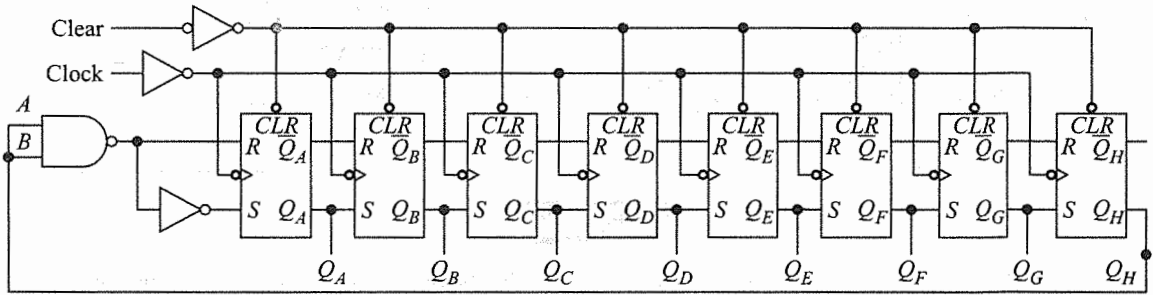 Clear
Clock
A
B
CLR CLR CLR CLR CLR CLR CLR CLR
R Q̅A R Q̅B R Q̅C R Q̅D R Q̅E R Q̅F R Q̅G R Q̅H
S QA S QB S QC S QD S QE S QF S QG S QH
QA QB QC QD QE QF QG QH